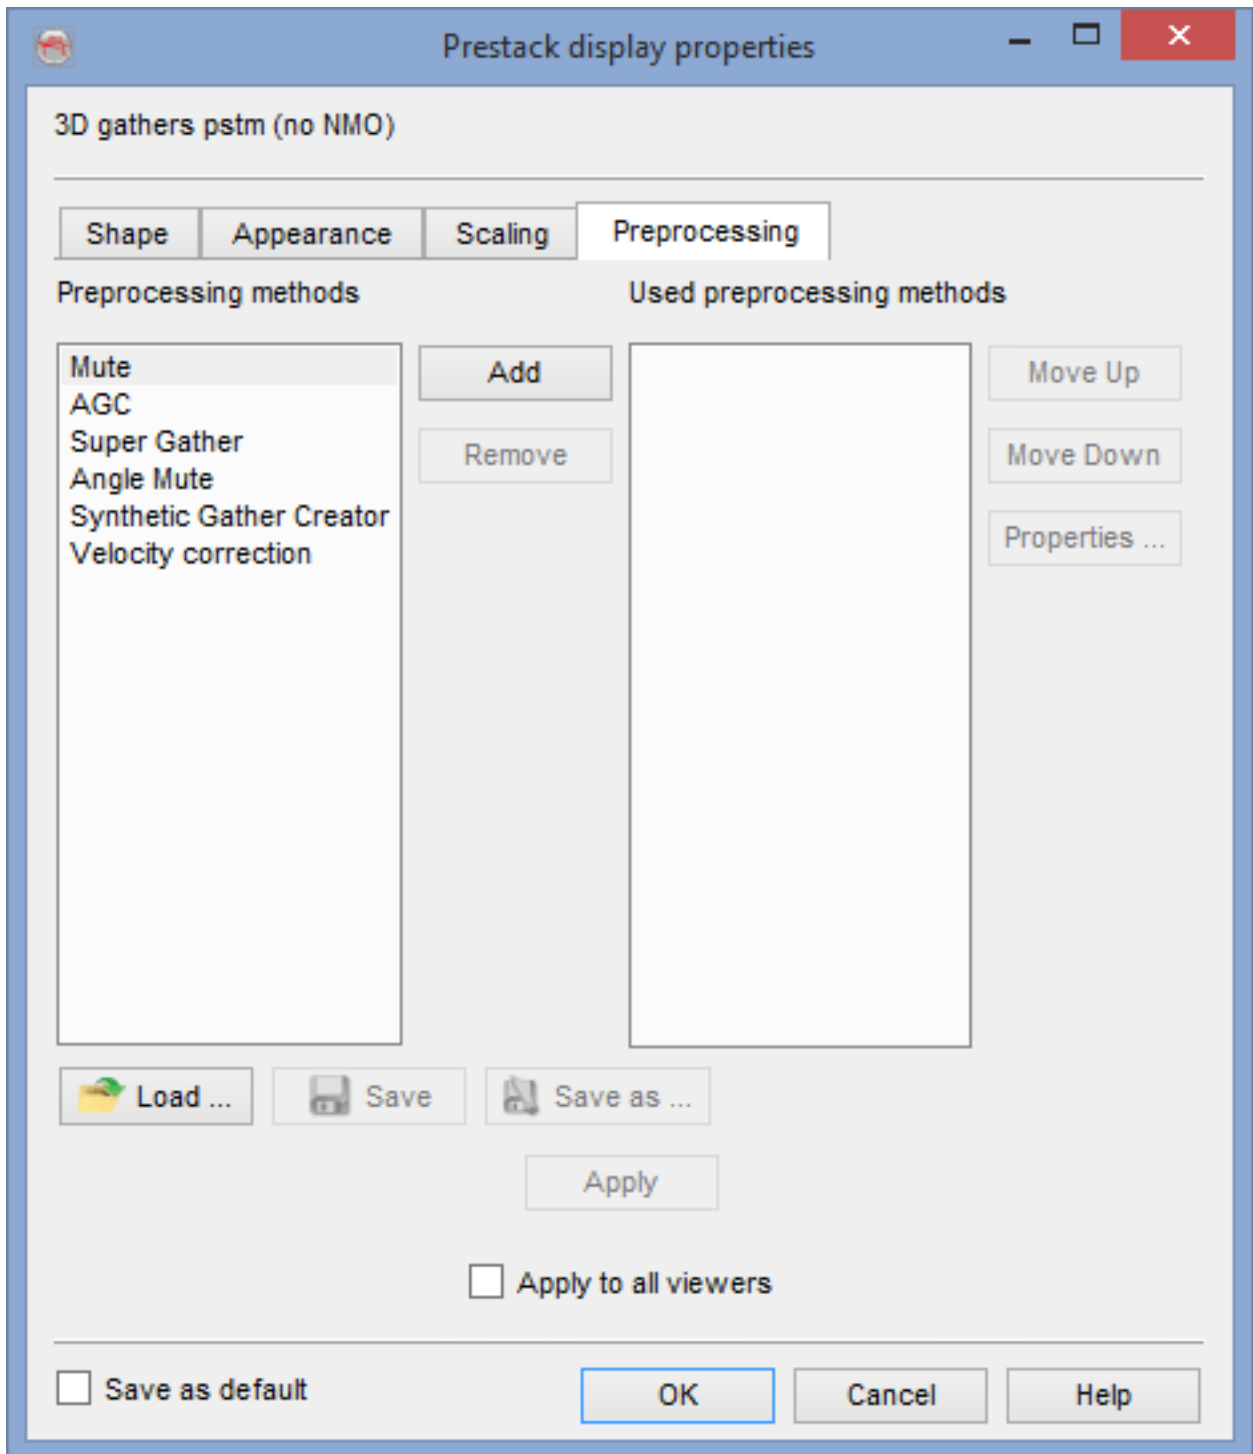 Prestack display properties
3D gathers pstm (no NMO)
Shape Appearance Scaling Preprocessing
Preprocessing methods Used preprocessing methods
Mute Add Move Up
AGC
Super Gather Remove Move Down
Angle Mute
Synthetic Gather Creator Properties ...
Velocity correction
Load ... Save Save as ...
Apply
Apply to all viewers
Save as default OK Cancel Help